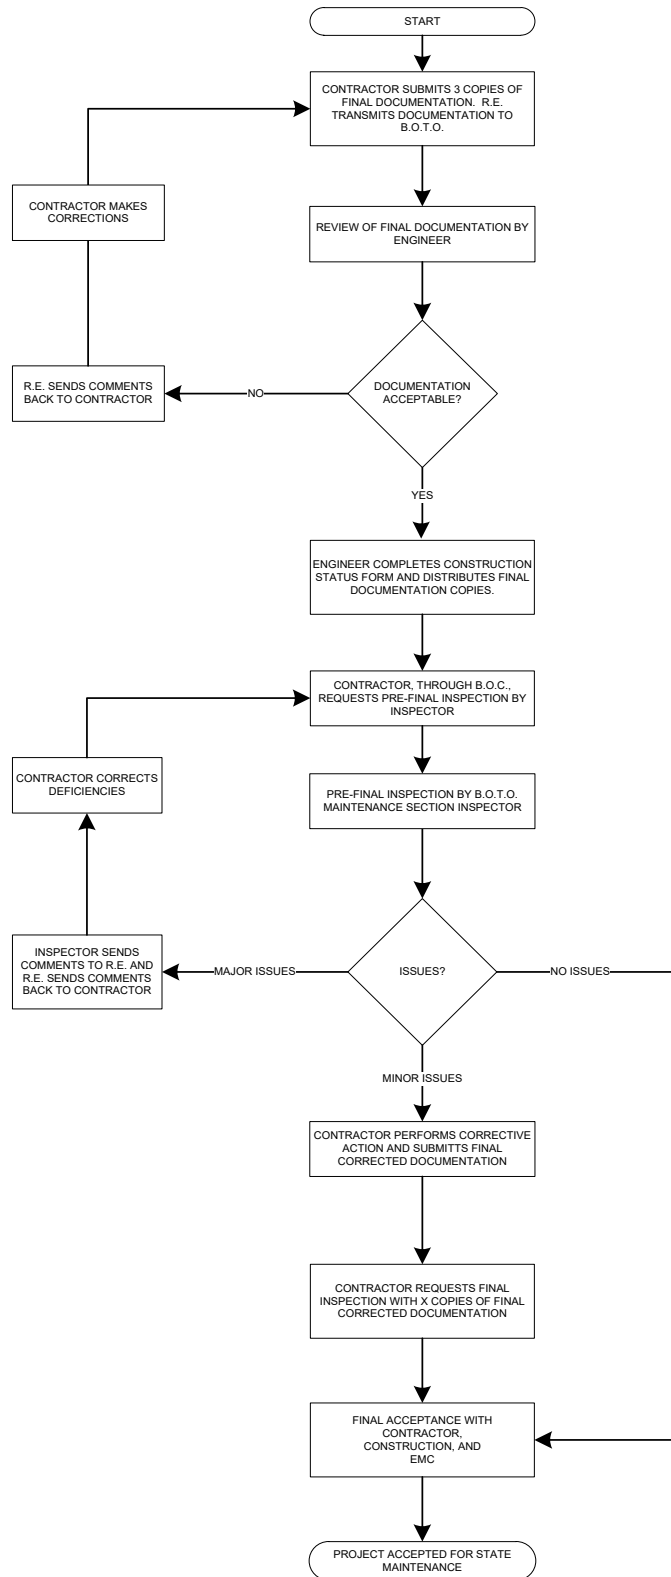 START
CONTRACTOR SUBMITS 3 COPIES OF
FINAL DOCUMENTATION. R.E.
TRANSMITS DOCUMENTATION TO
B.O.T.O.
CONTRACTOR MAKES
CORRECTIONS
REVIEW OF FINAL DOCUMENTATION BY
ENGINEER
R.E. SENDS COMMENTS
BACK TO CONTRACTOR
NO
DOCUMENTATION
ACCEPTABLE?
YES
ENGINEER COMPLETES CONSTRUCTION
STATUS FORM AND DISTRIBUTES FINAL
DOCUMENTATION COPIES.
CONTRACTOR, THROUGH B.O.C.,
REQUESTS PRE-FINAL INSPECTION BY
INSPECTOR
CONTRACTOR CORRECTS
DEFICIENCIES
PRE-FINAL INSPECTION BY B.O.T.O.
MAINTENANCE SECTION INSPECTOR
INSPECTOR SENDS
COMMENTS TO R.E. AND
R.E. SENDS COMMENTS
BACK TO CONTRACTOR
MAJOR ISSUES
ISSUES?
NO ISSUES
MINOR ISSUES
CONTRACTOR PERFORMS CORRECTIVE
ACTION AND SUBMITTS FINAL
CORRECTED DOCUMENTATION
CONTRACTOR REQUESTS FINAL
INSPECTION WITH X COPIES OF FINAL
CORRECTED DOCUMENTATION
FINAL ACCEPTANCE WITH
CONTRACTOR,
CONSTRUCTION, AND
EMC
PROJECT ACCEPTED FOR STATE
MAINTENANCE